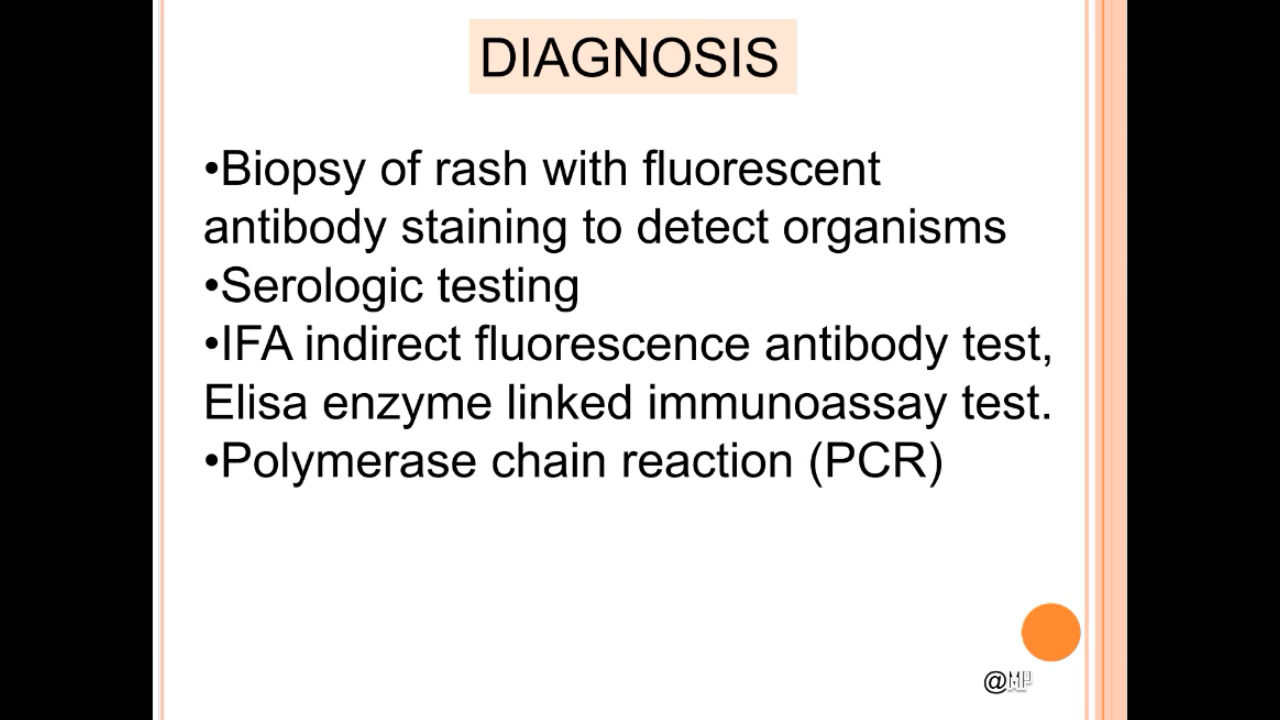 DIAGNOSIS
•Biopsy of rash with fluorescent
antibody staining to detect organisms
•Serologic testing
•IFA indirect fluorescence antibody test,
Elisa enzyme linked immunoassay test.
•Polymerase chain reaction (PCR)
@MP